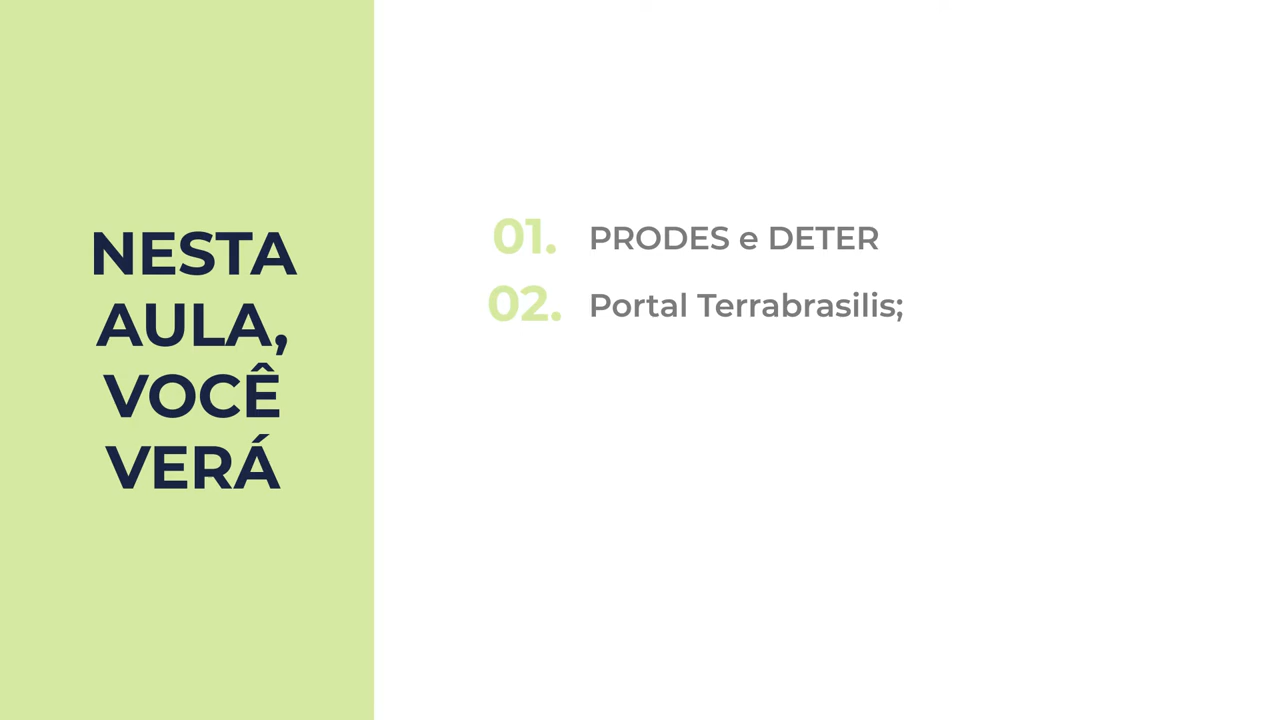 NESTA
AULA,
VOCÊ
VERÁ
01. PRODES e DETER
02. Portal Terrabrasilis;